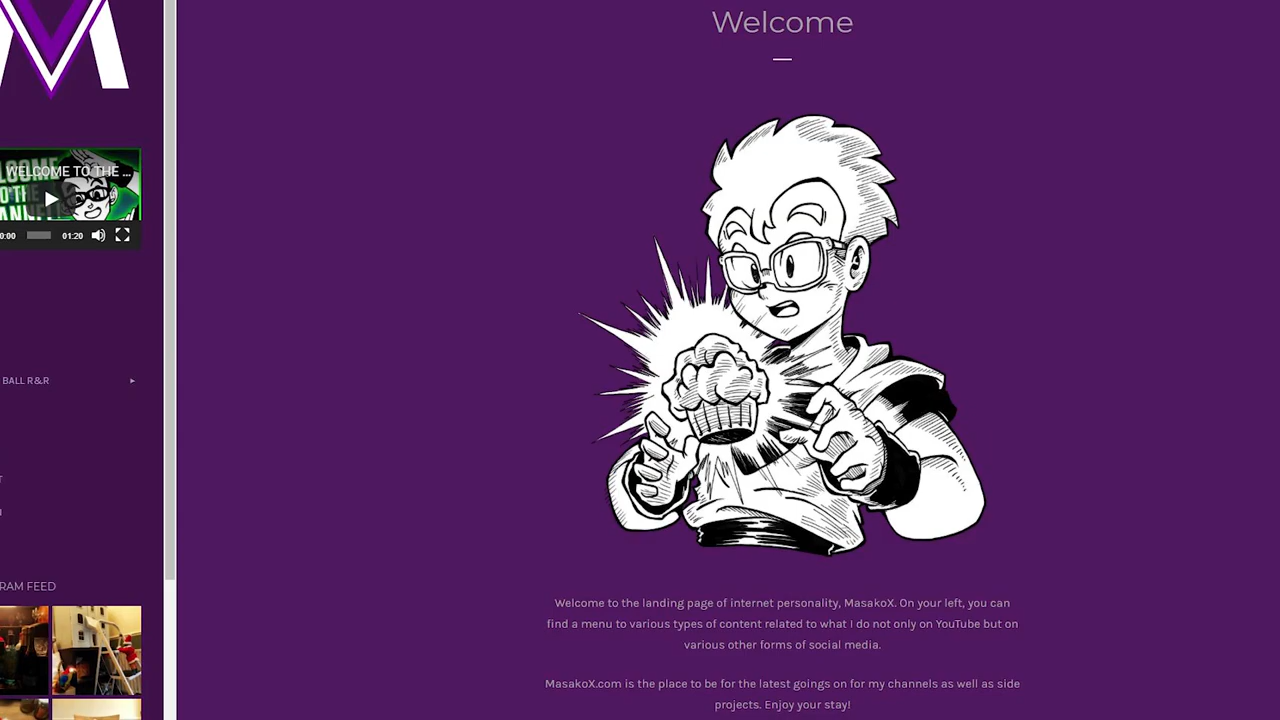 M
WELCOME TO THE ...
0:00 01:20
BALL R&R
RAM FEED
Welcome
Welcome to the landing page of internet personality, MasakoX. On your left, you can
find a menu to various types of content related to what I do not only on YouTube but on
various other forms of social media.
MasakoX.com is the place to be for the latest goings on for my channels as well as side
projects. Enjoy your stay!